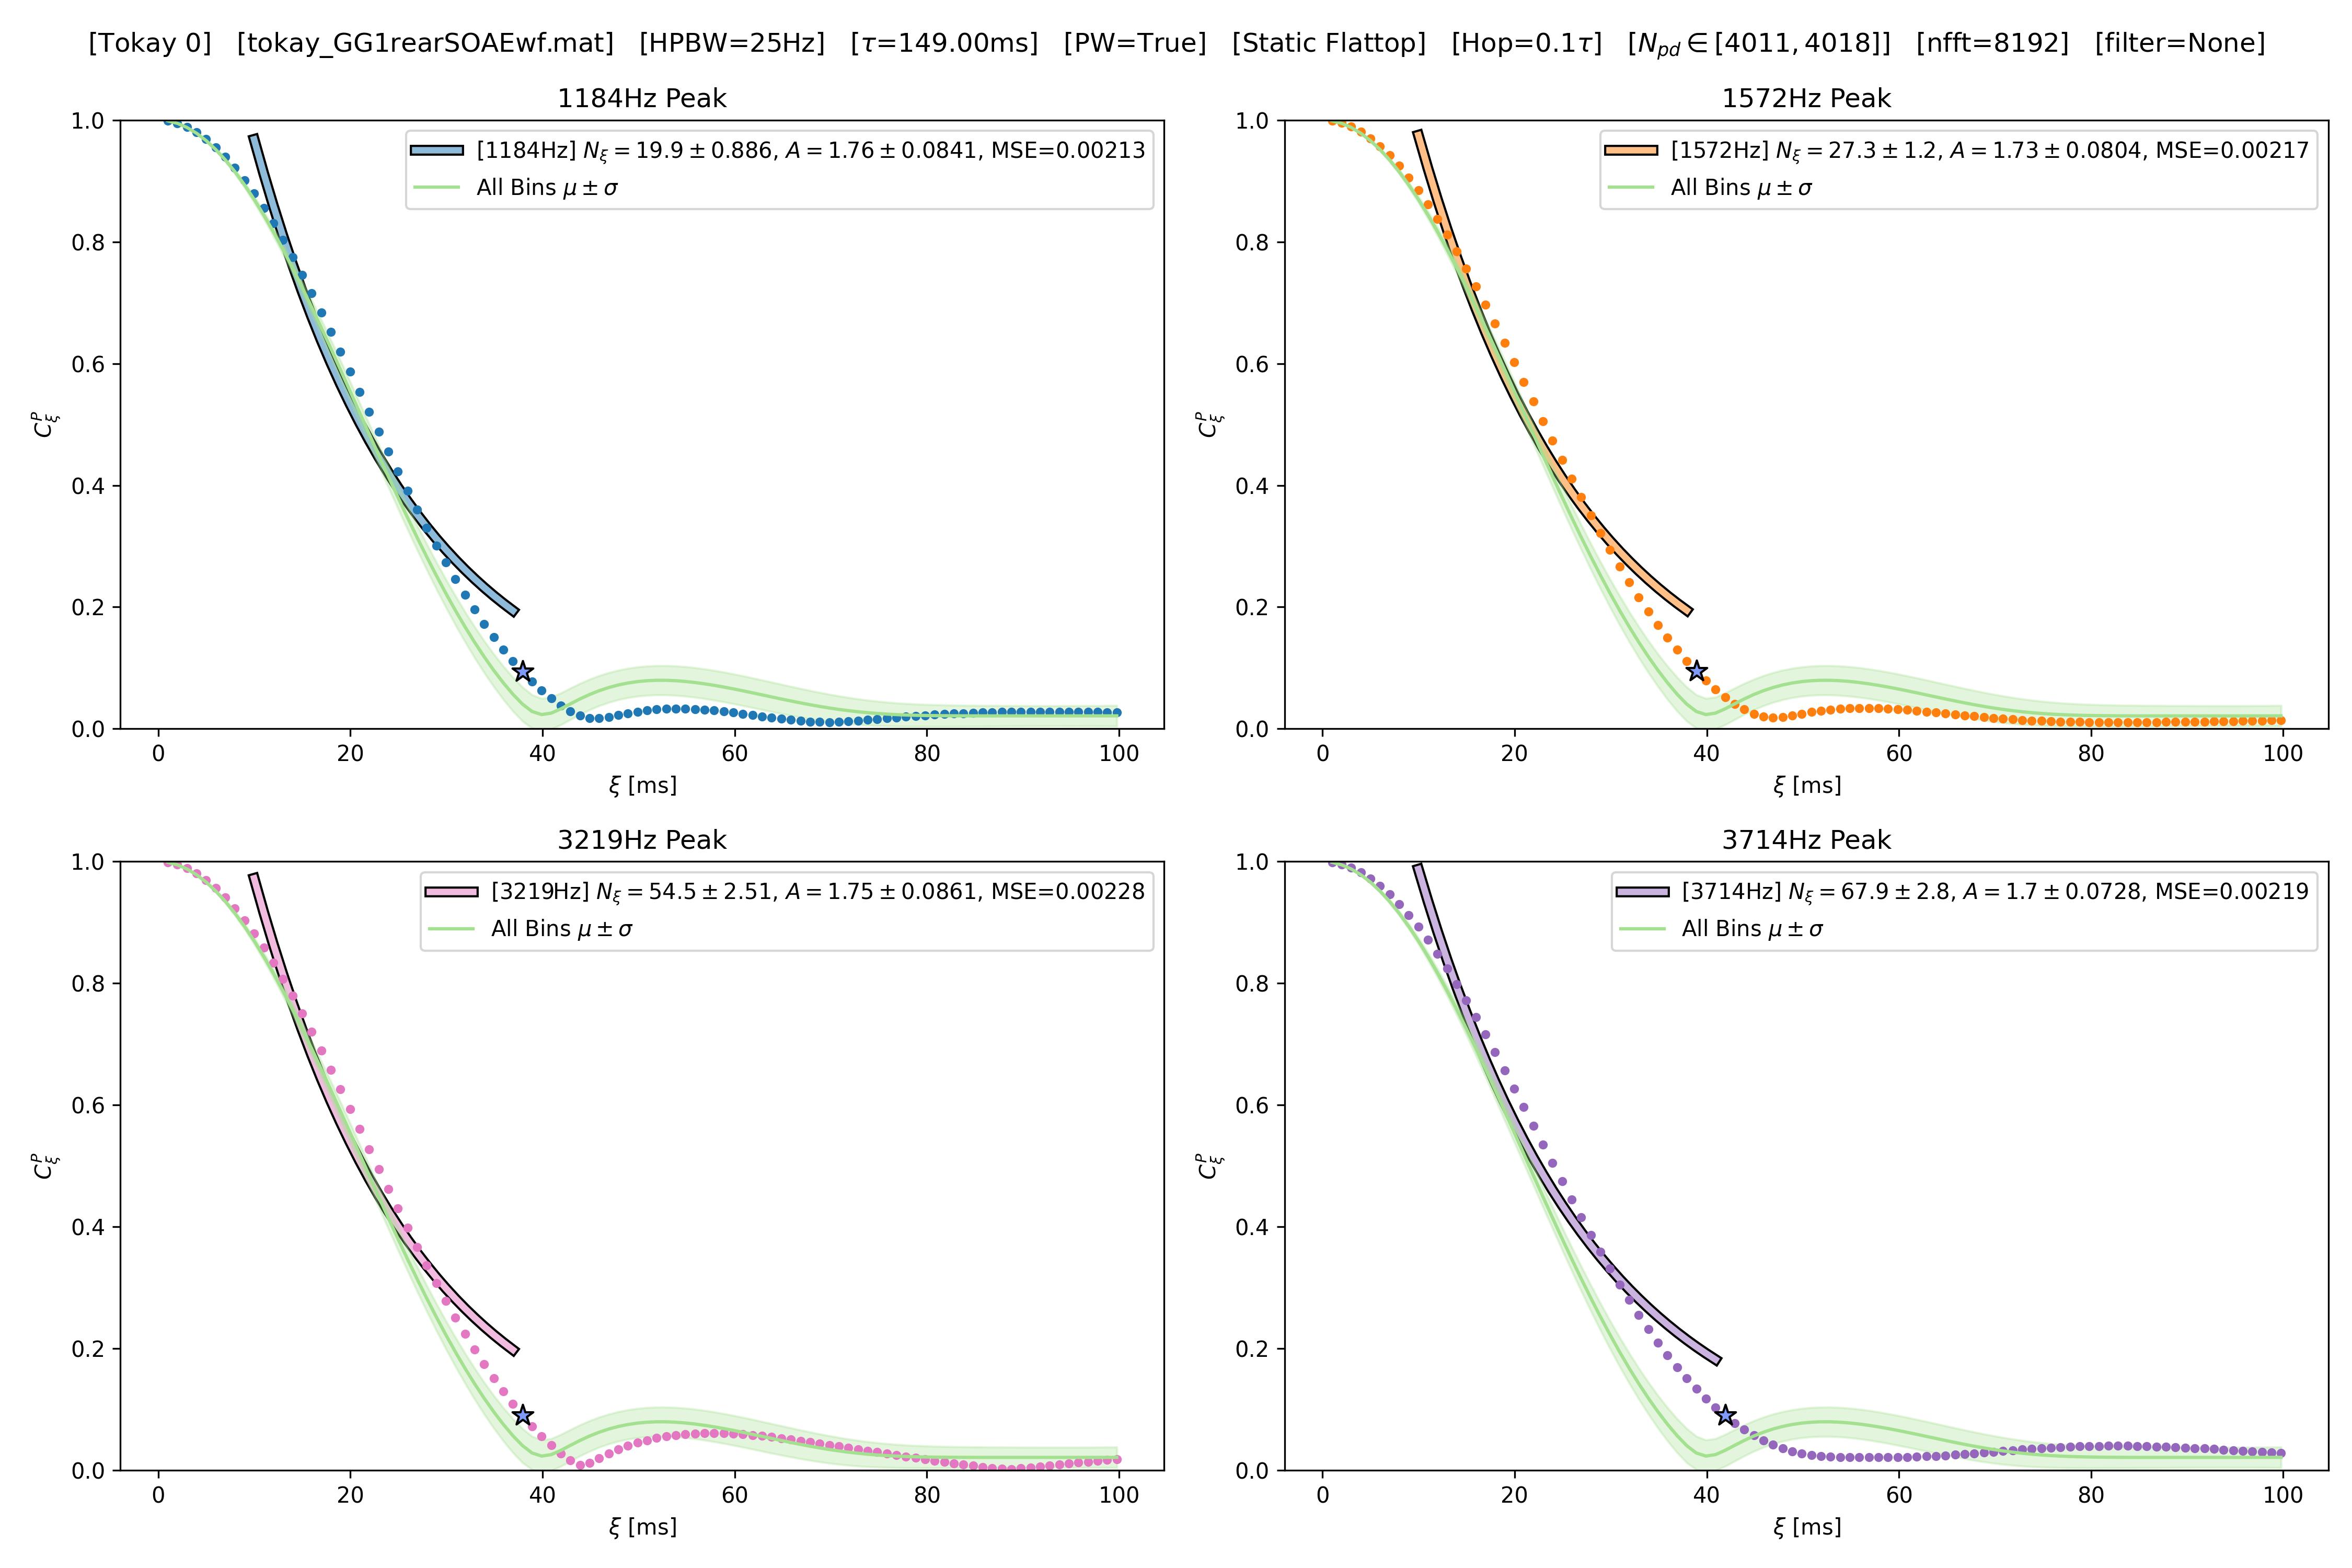 [Tokay 0] [tokay_GG1rearSOAEwf.mat] [HPBW=25Hz] [τ=149.00ms] [PW=True] [Static Flattop] [Hop=0.1τ] [N_{pd} ∈ [4011, 4018]] [nfft=8192] [filter=None]
1184Hz Peak
[1184Hz] N_ξ = 19.9 ± 0.886, A = 1.76 ± 0.0841, MSE=0.00213
All Bins μ ± σ
1.0
0.8
0.6
0.4
0.2
0.0
C_ξ^P
0 20 40 60 80 100
ξ [ms]
1572Hz Peak
[1572Hz] N_ξ = 27.3 ± 1.2, A = 1.73 ± 0.0804, MSE=0.00217
All Bins μ ± σ
1.0
0.8
0.6
0.4
0.2
0.0
C_ξ^P
0 20 40 60 80 100
ξ [ms]
3219Hz Peak
[3219Hz] N_ξ = 54.5 ± 2.51, A = 1.75 ± 0.0861, MSE=0.00228
All Bins μ ± σ
1.0
0.8
0.6
0.4
0.2
0.0
C_ξ^P
0 20 40 60 80 100
ξ [ms]
3714Hz Peak
[3714Hz] N_ξ = 67.9 ± 2.8, A = 1.7 ± 0.0728, MSE=0.00219
All Bins μ ± σ
1.0
0.8
0.6
0.4
0.2
0.0
C_ξ^P
0 20 40 60 80 100
ξ [ms]